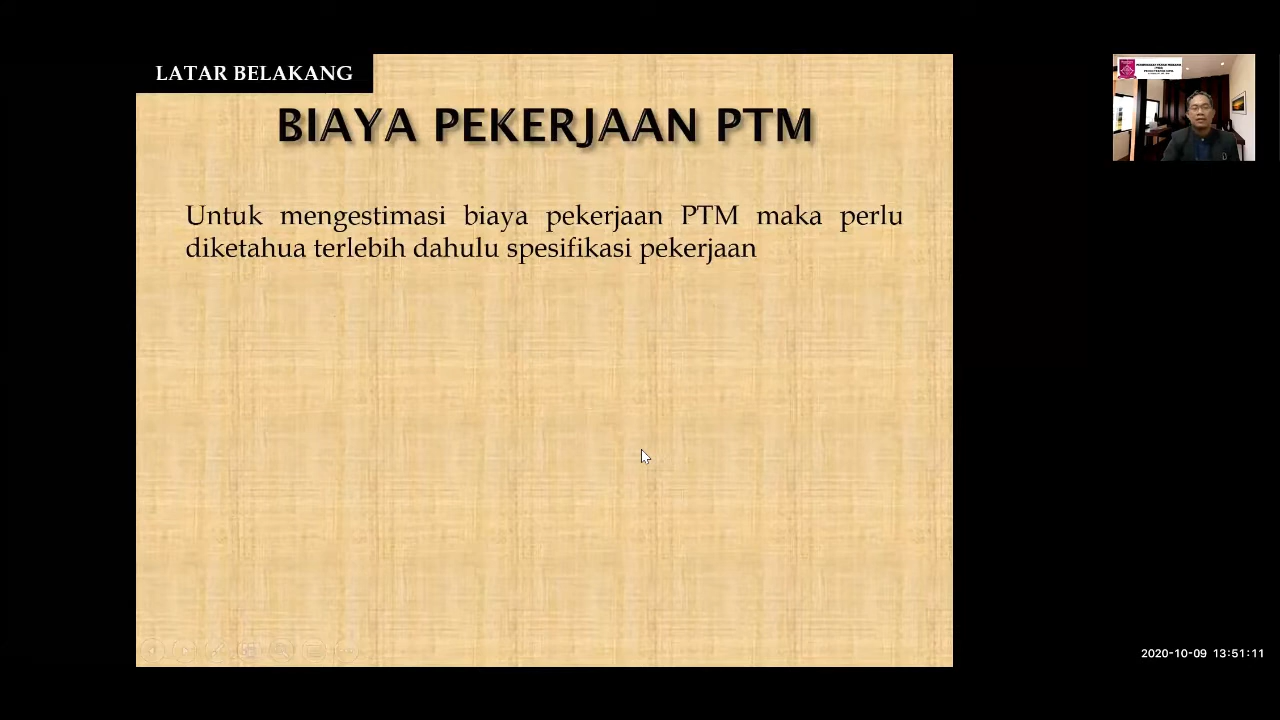 LATAR BELAKANG
BIAYA PEKERJAAN PTM
Untuk mengestimasi biaya pekerjaan PTM maka perlu
diketahua terlebih dahulu spesifikasi pekerjaan
2020-10-09 13:51:11